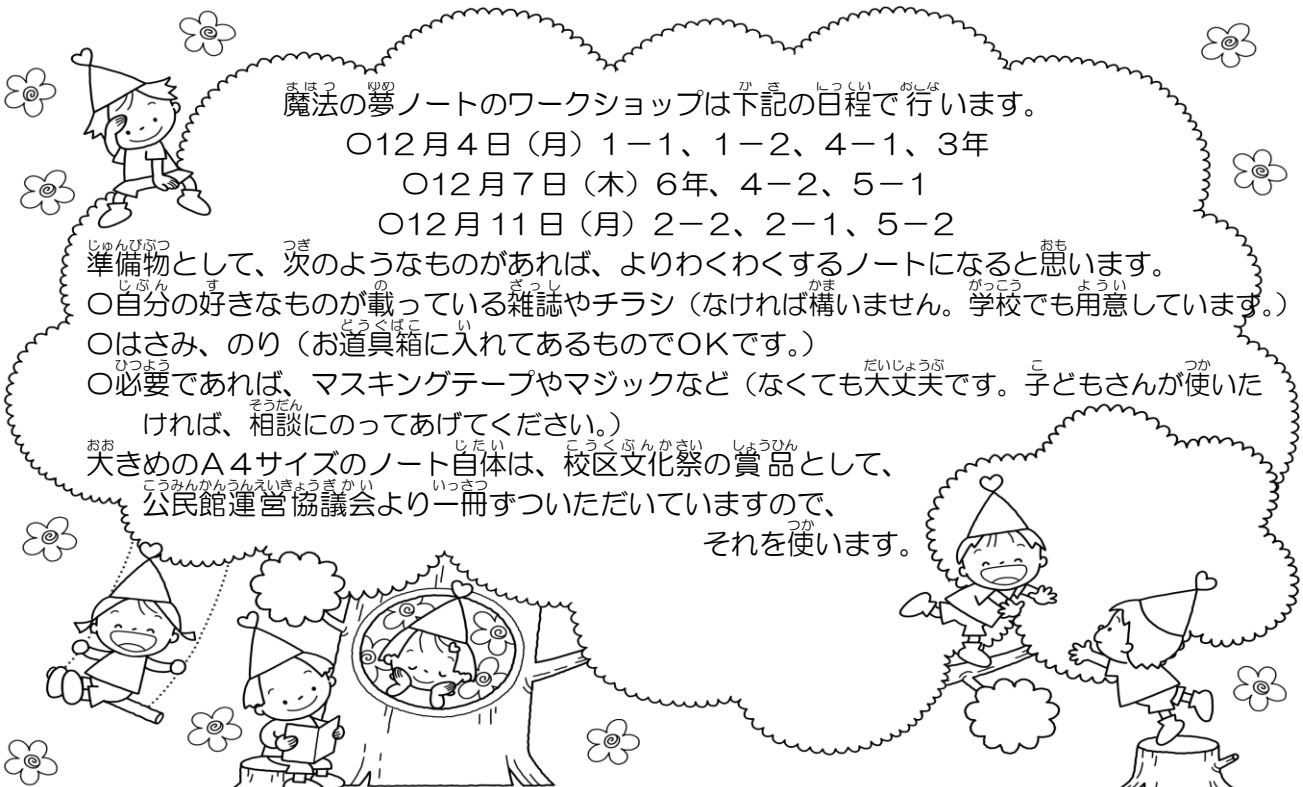 魔法の夢ノートのワークショップは下記の日程で行います。
○12月4日（月）1－1、1－2、4－1、3年
○12月7日（木）6年、4－2、5－1
○12月11日（月）2－2、2－1、5－2
準備物として、次のようなものがあれば、よりわくわくするノートになると思います。
○自分の好きなものが載っている雑誌やチラシ（なければ構いません。学校でも用意しています。）
○はさみ、のり（お道具箱に入れてあるものでOKです。）
○必要であれば、マスキングテープやマジックなど（なくても大丈夫です。子どもさんが使いた
ければ、相談にのってあげてください。）
大きめのA4サイズのノート自体は、校区文化祭の賞品として、
公民館運営協議会より一冊ずついただいていますので、
それを使います。